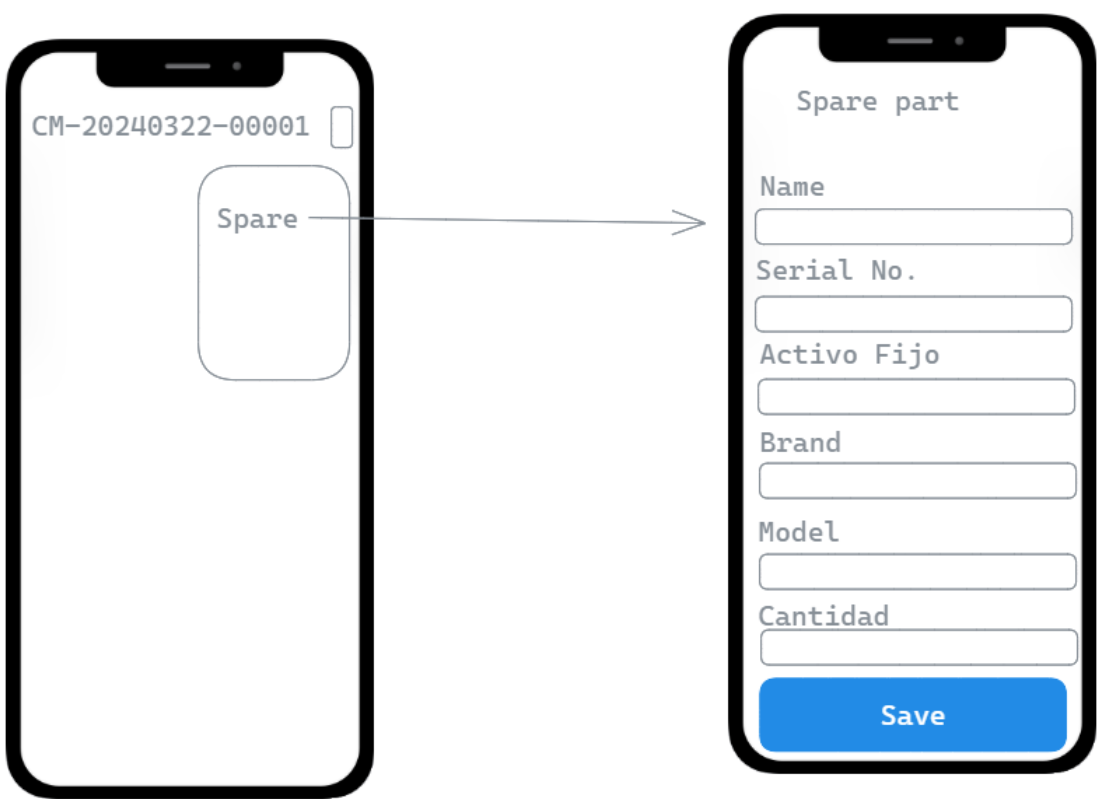 CM-20240322-00001
Spare
Spare part
Name
Serial No.
Activo Fijo
Brand
Model
Cantidad
Save